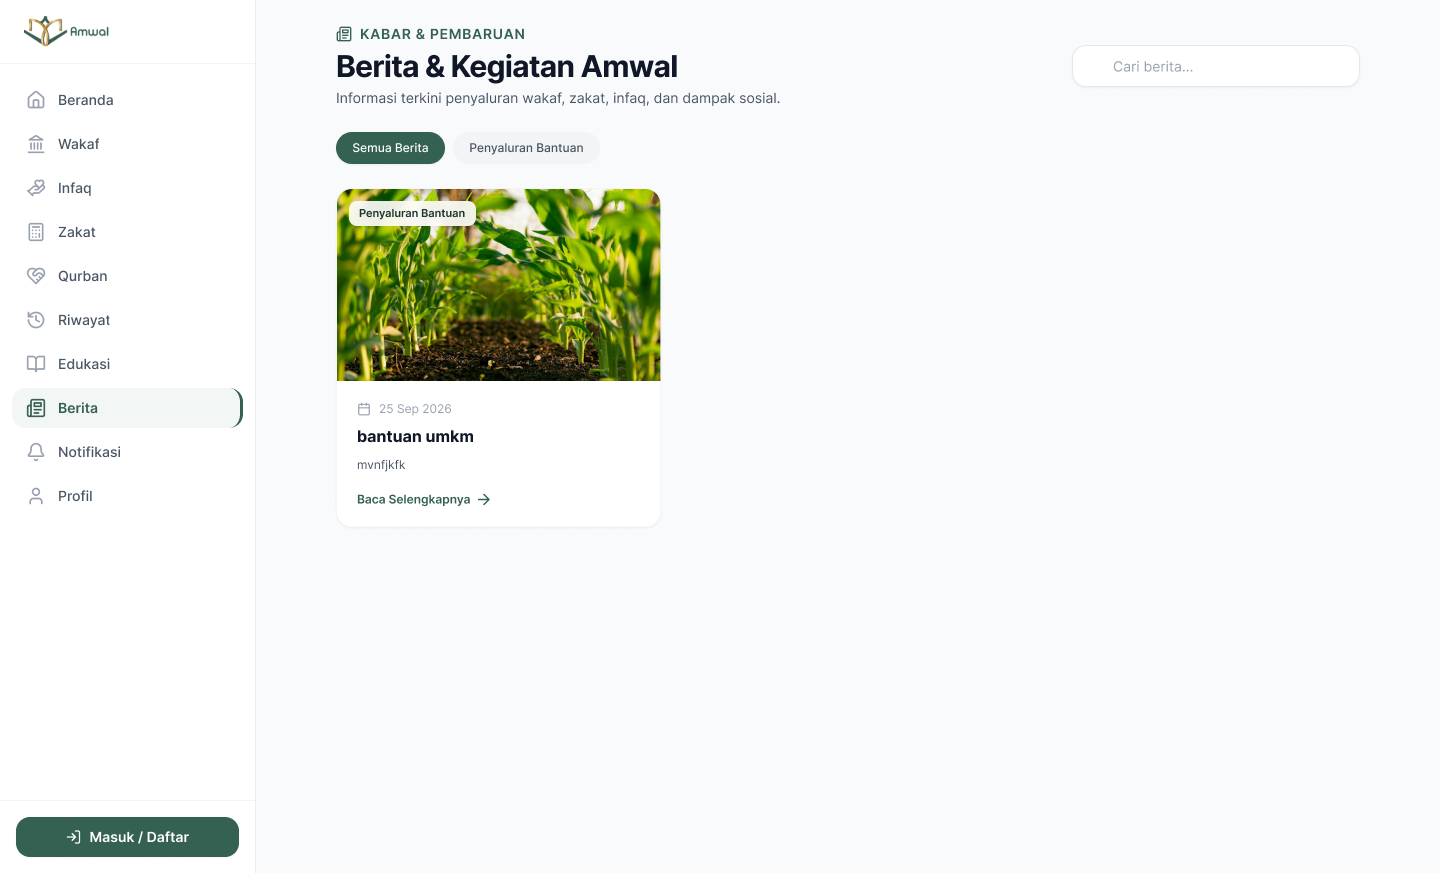 Amwal
Beranda
Wakaf
Infaq
Zakat
Qurban
Riwayat
Edukasi
Berita
Notifikasi
Profil
Masuk / Daftar
KABAR & PEMBARUAN
Berita & Kegiatan Amwal
Informasi terkini penyaluran wakaf, zakat, infaq, dan dampak sosial.
Cari berita...
Semua Berita
Penyaluran Bantuan
Penyaluran Bantuan
25 Sep 2026
bantuan umkm
mvnfjkfk
Baca Selengkapnya